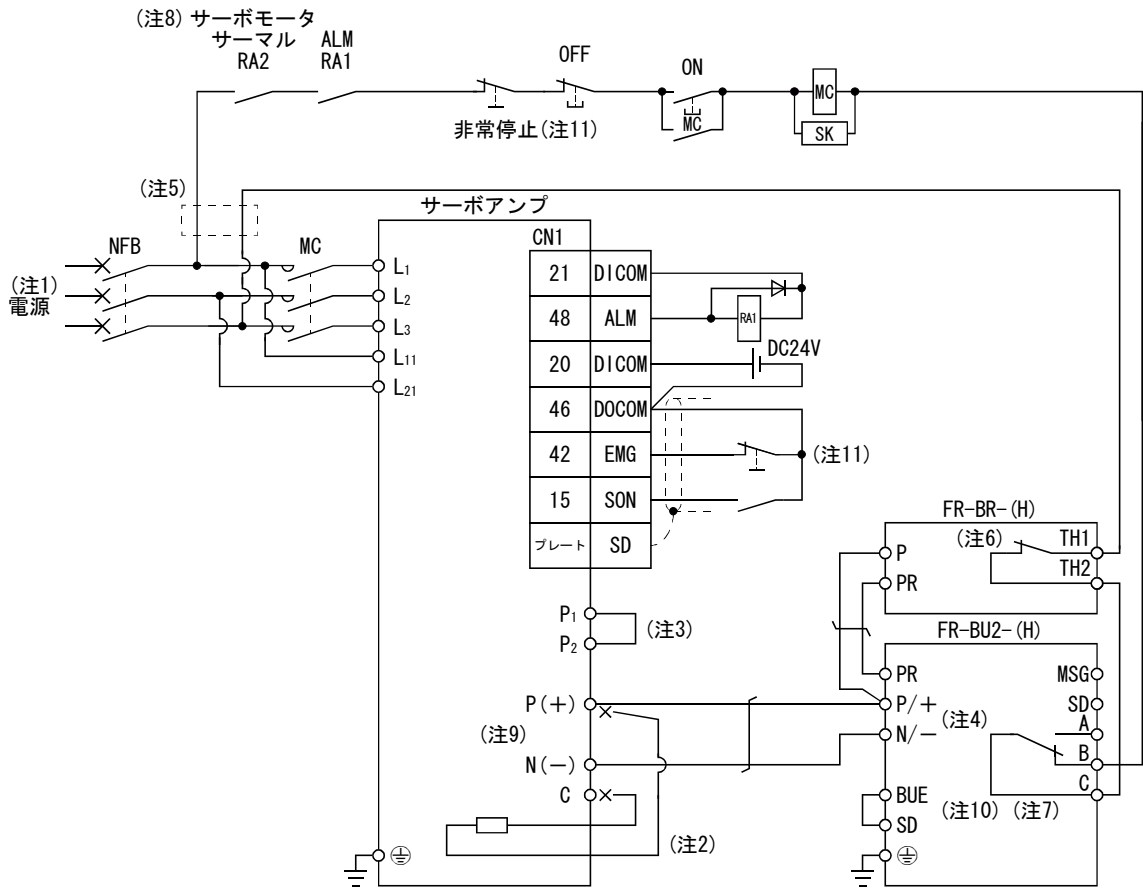 (注8) サーボモータ
サーマル
RA2
ALM
RA1
OFF
ON
MC
MC
SK
非常停止(注11)
(注5)
サーボアンプ
NFB
MC
(注1)
電源
L1
L2
L3
L11
L21
CN1
21 DICOM
48 ALM
20 DICOM
46 DOCOM
42 EMG
15 SON
プレート SD
RA1
DC24V
(注11)
P1
P2
(注3)
P(+)
(注9)
N(−)
C
(注2)
FR-BR-(H)
(注6)
P
PR
TH1
TH2
FR-BU2-(H)
PR
P/+
N/−
(注4)
BUE
SD
MSG
SD
A
B
C
(注10) (注7)